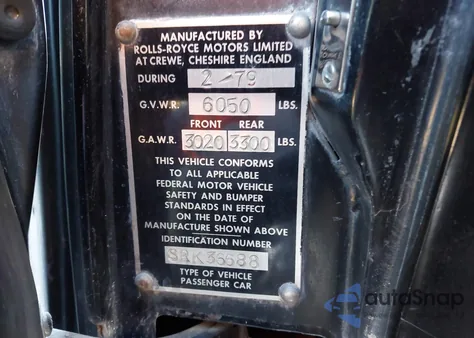 MANUFACTURED BY
ROLLS-ROYCE MOTORS LIMITED
AT CREWE, CHESHIRE ENGLAND
DURING 2-79
G.V.W.R. 6050 LBS.
FRONT REAR
G.A.W.R. 3020 3300 LBS.
THIS VEHICLE CONFORMS
TO ALL APPLICABLE
FEDERAL MOTOR VEHICLE
SAFETY AND BUMPER
STANDARDS IN EFFECT
ON THE DATE OF
MANUFACTURE SHOWN ABOVE
IDENTIFICATION NUMBER
SRK36688
TYPE OF VEHICLE
PASSENGER CAR
autoSnap